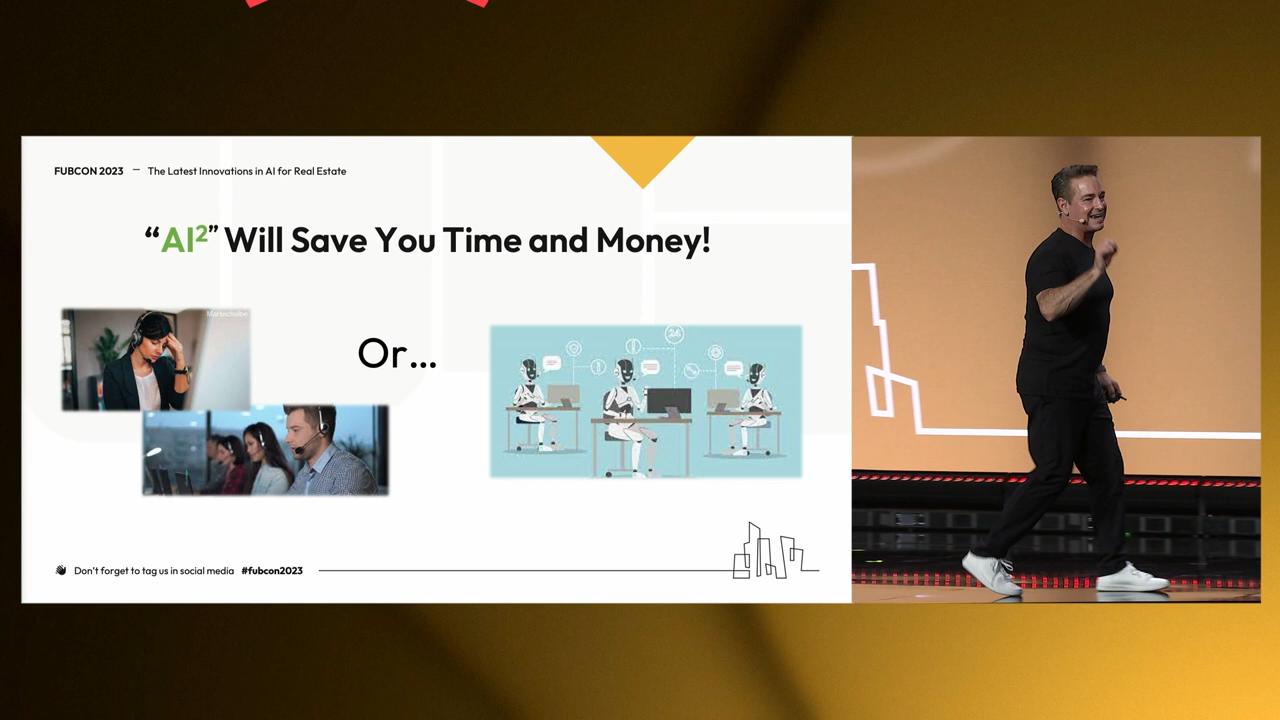 FUBCON 2023 — The Latest Innovations in AI for Real Estate
“AI²” Will Save You Time and Money!
Or...
24
Don’t forget to tag us in social media #fubcon2023